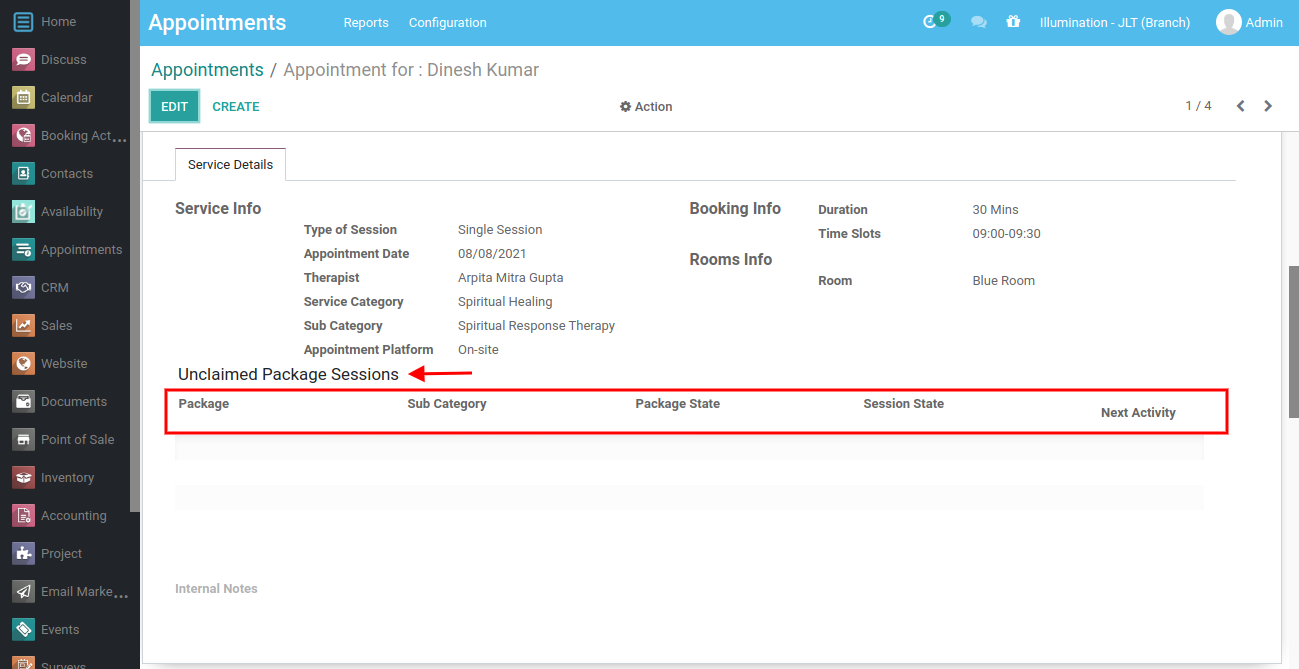 Home
Discuss
Calendar
Booking Act...
Contacts
Availability
Appointments
CRM
Sales
Website
Documents
Point of Sale
Inventory
Accounting
Project
Email Marke...
Events
Surveys
Appointments Reports Configuration 9 Illumination - JLT (Branch) Admin
Appointments / Appointment for : Dinesh Kumar
EDIT CREATE Action 1 / 4
Service Details
Service Info
Type of Session Single Session
Appointment Date 08/08/2021
Therapist Arpita Mitra Gupta
Service Category Spiritual Healing
Sub Category Spiritual Response Therapy
Appointment Platform On-site
Booking Info
Duration 30 Mins
Time Slots 09:00-09:30
Rooms Info
Room Blue Room
Unclaimed Package Sessions
Package Sub Category Package State Session State Next Activity
Internal Notes